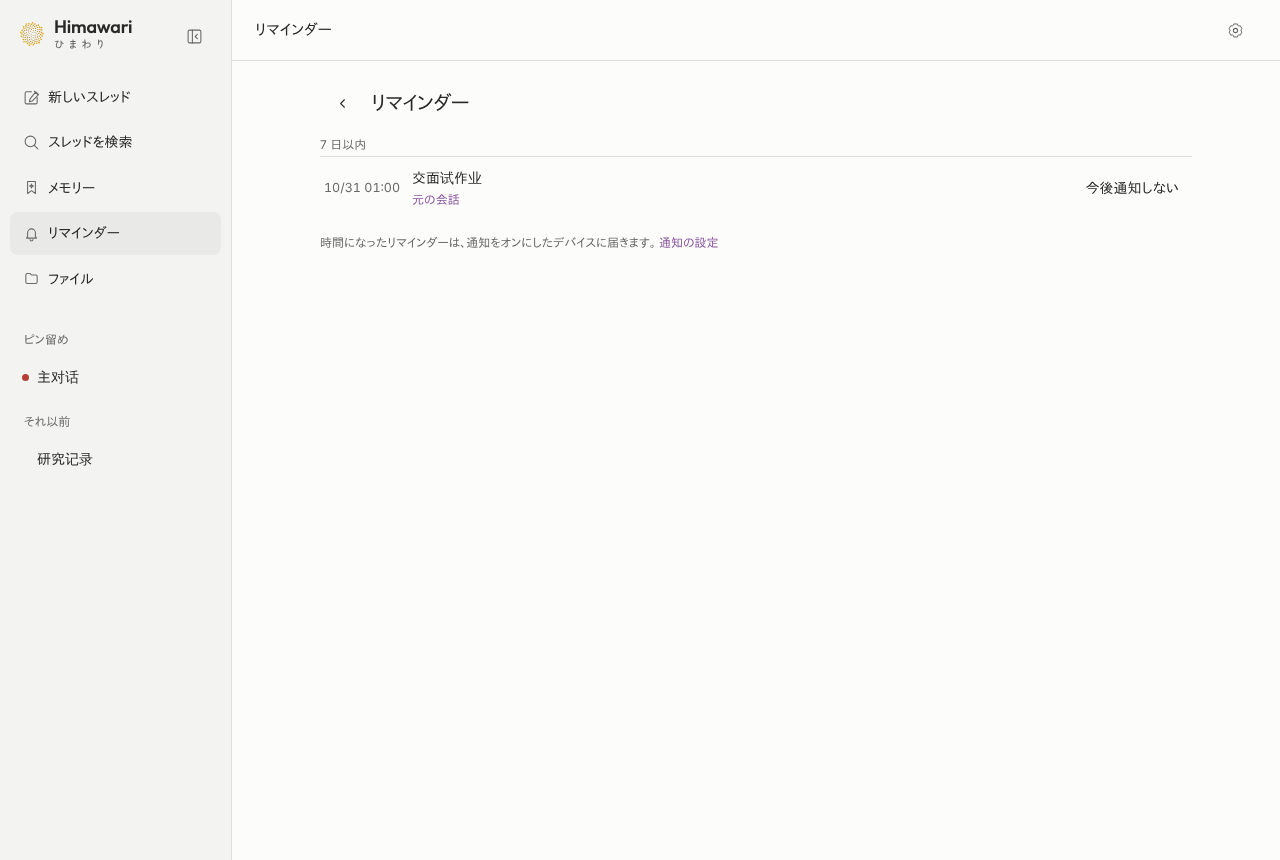 Himawari
ひまわり
新しいスレッド
スレッドを検索
メモリー
リマインダー
ファイル
ピン留め
主对话
それ以前
研究记录
リマインダー
リマインダー
7 日以内
10/31 01:00
交面试作业
元の会話
今後通知しない
時間になったリマインダーは、通知をオンにしたデバイスに届きます。通知の設定